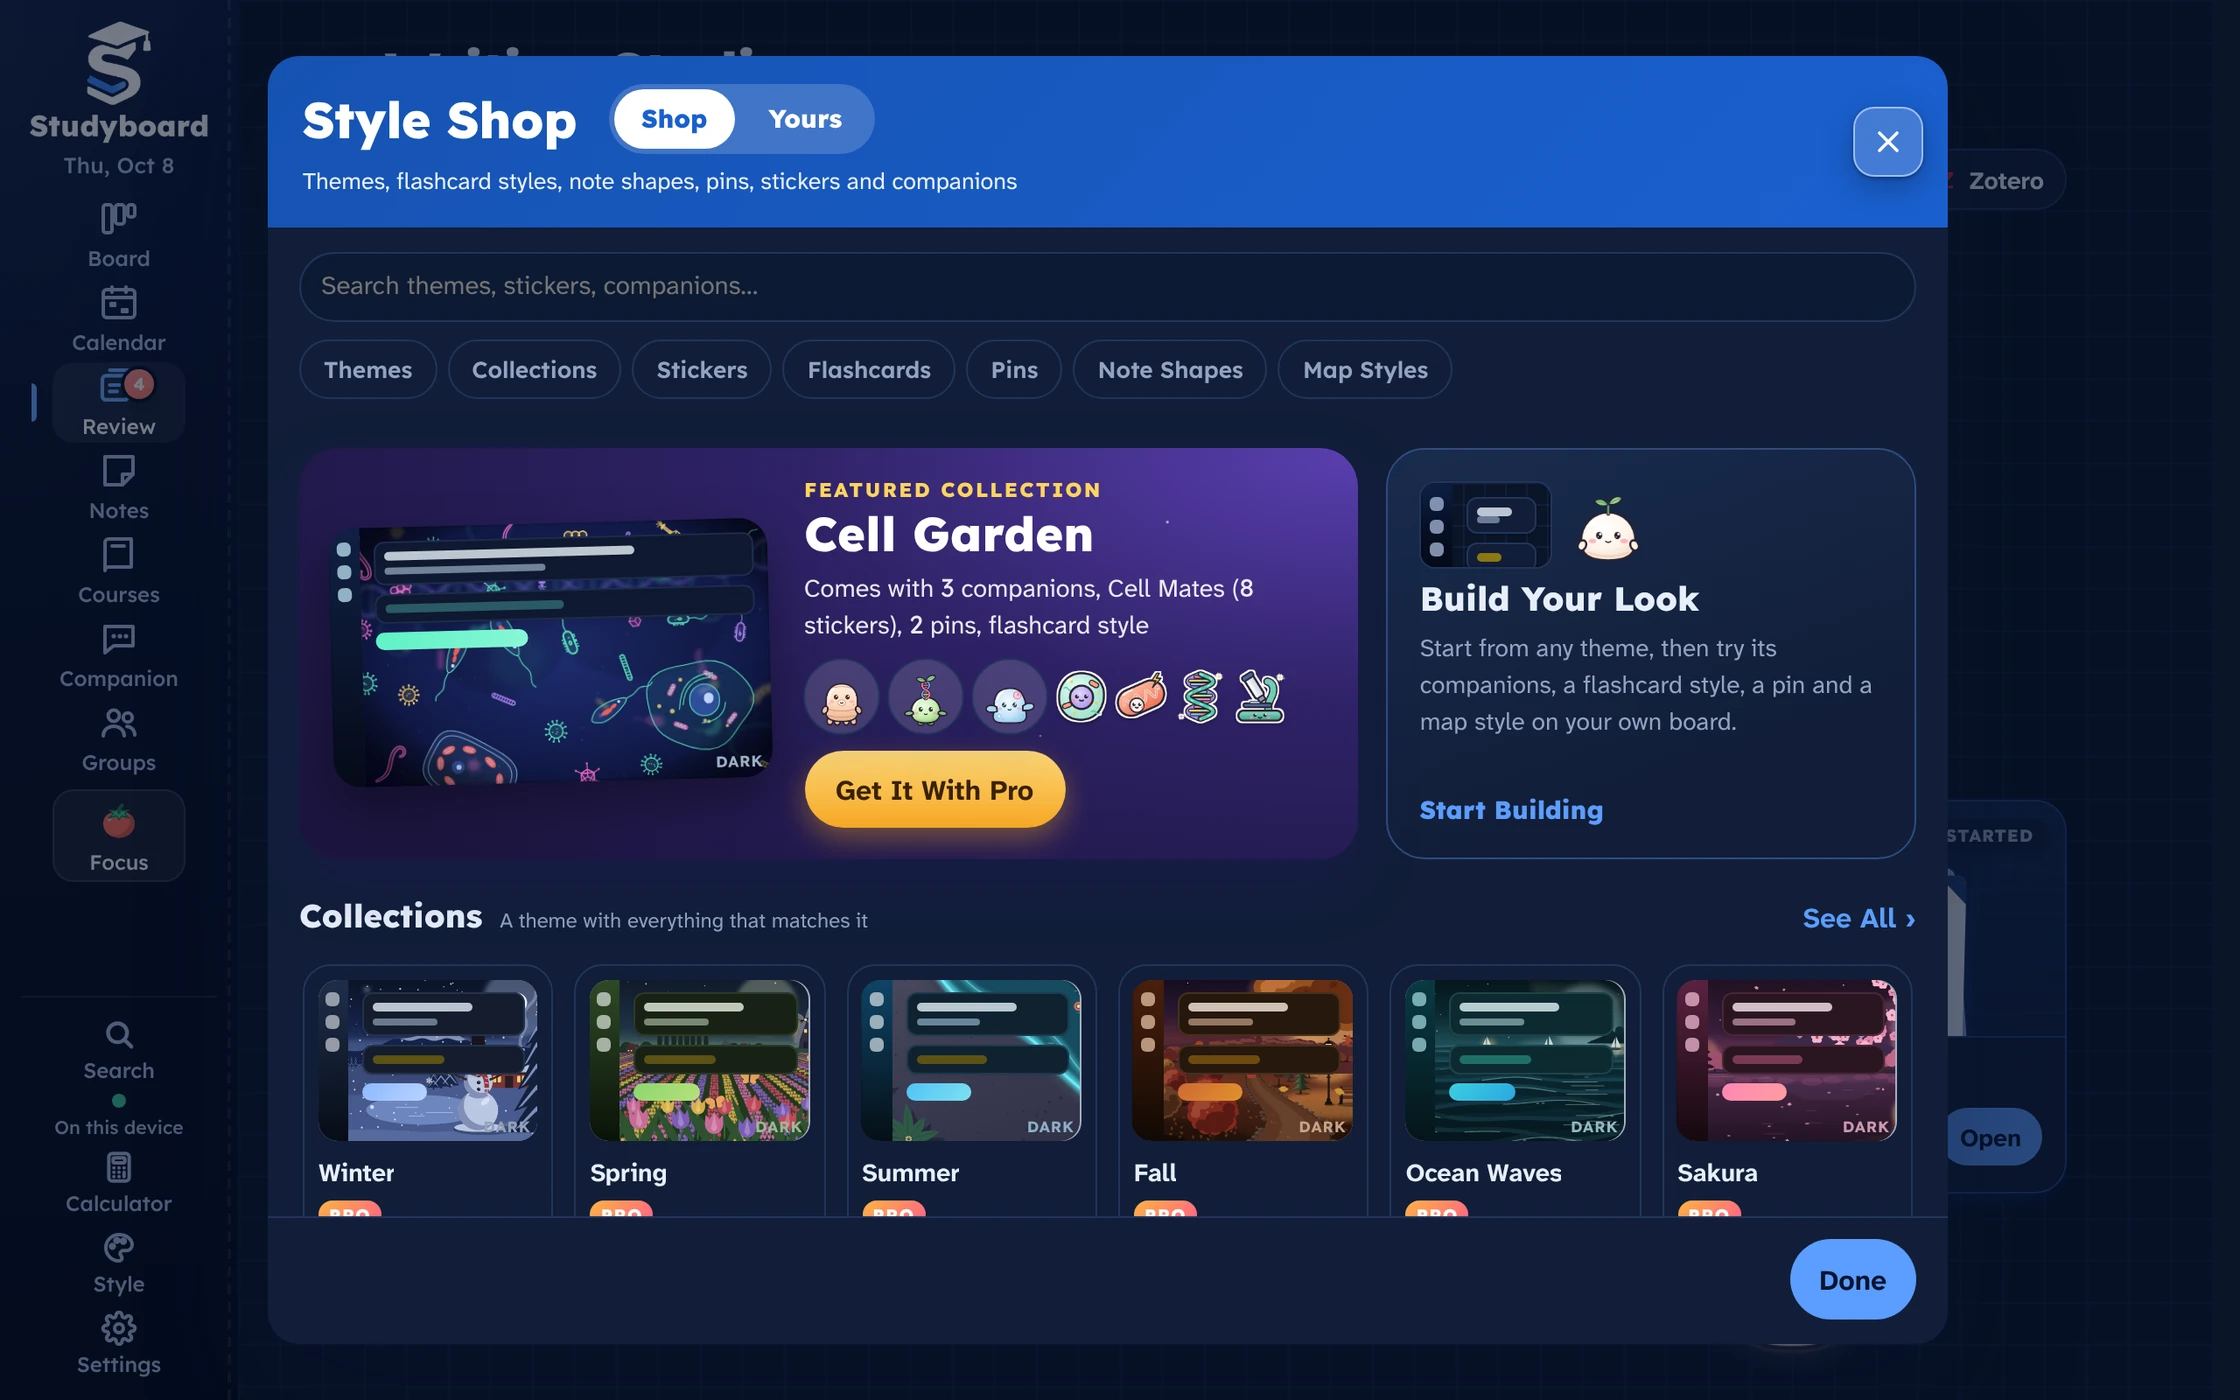 Studyboard
Thu, Oct 8
Board
Calendar
4
Review
Notes
Courses
Companion
Groups
Focus
Search
On this device
Calculator
Style
Settings
Style Shop
Shop
Yours
Themes, flashcard styles, note shapes, pins, stickers and companions
Zotero
Search themes, stickers, companions...
Themes
Collections
Stickers
Flashcards
Pins
Note Shapes
Map Styles
DARK
FEATURED COLLECTION
Cell Garden
Comes with 3 companions, Cell Mates (8
stickers), 2 pins, flashcard style
Get It With Pro
Build Your Look
Start from any theme, then try its
companions, a flashcard style, a pin and a
map style on your own board.
Start Building
STARTED
Collections
A theme with everything that matches it
See All ›
DARK
DARK
DARK
DARK
DARK
DARK
Winter
Spring
Summer
Fall
Ocean Waves
Sakura
PRO
PRO
PRO
PRO
PRO
PRO
Open
Done